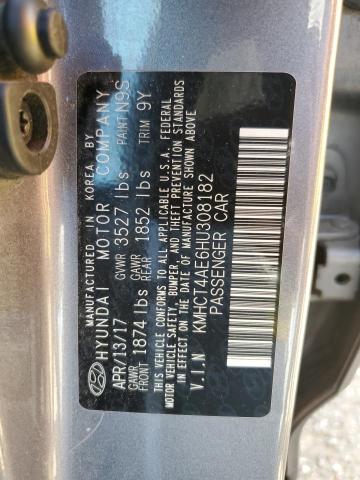 MANUFACTURED IN KOREA BY
HYUNDAI MOTOR COMPANY
APR/13/17 GVWR 3527 lbs PAINT N9S
GAWR FRONT 1874 lbs GAWR REAR 1852 lbs TRIM 9Y
THIS VEHICLE CONFORMS TO ALL APPLICABLE U.S.A. FEDERAL
MOTOR VEHICLE SAFETY, BUMPER, AND THEFT PREVENTION STANDARDS
IN EFFECT ON THE DATE OF MANUFACTURE SHOWN ABOVE.
V.I.N KMHCT4AE6HU308182
PASSENGER CAR